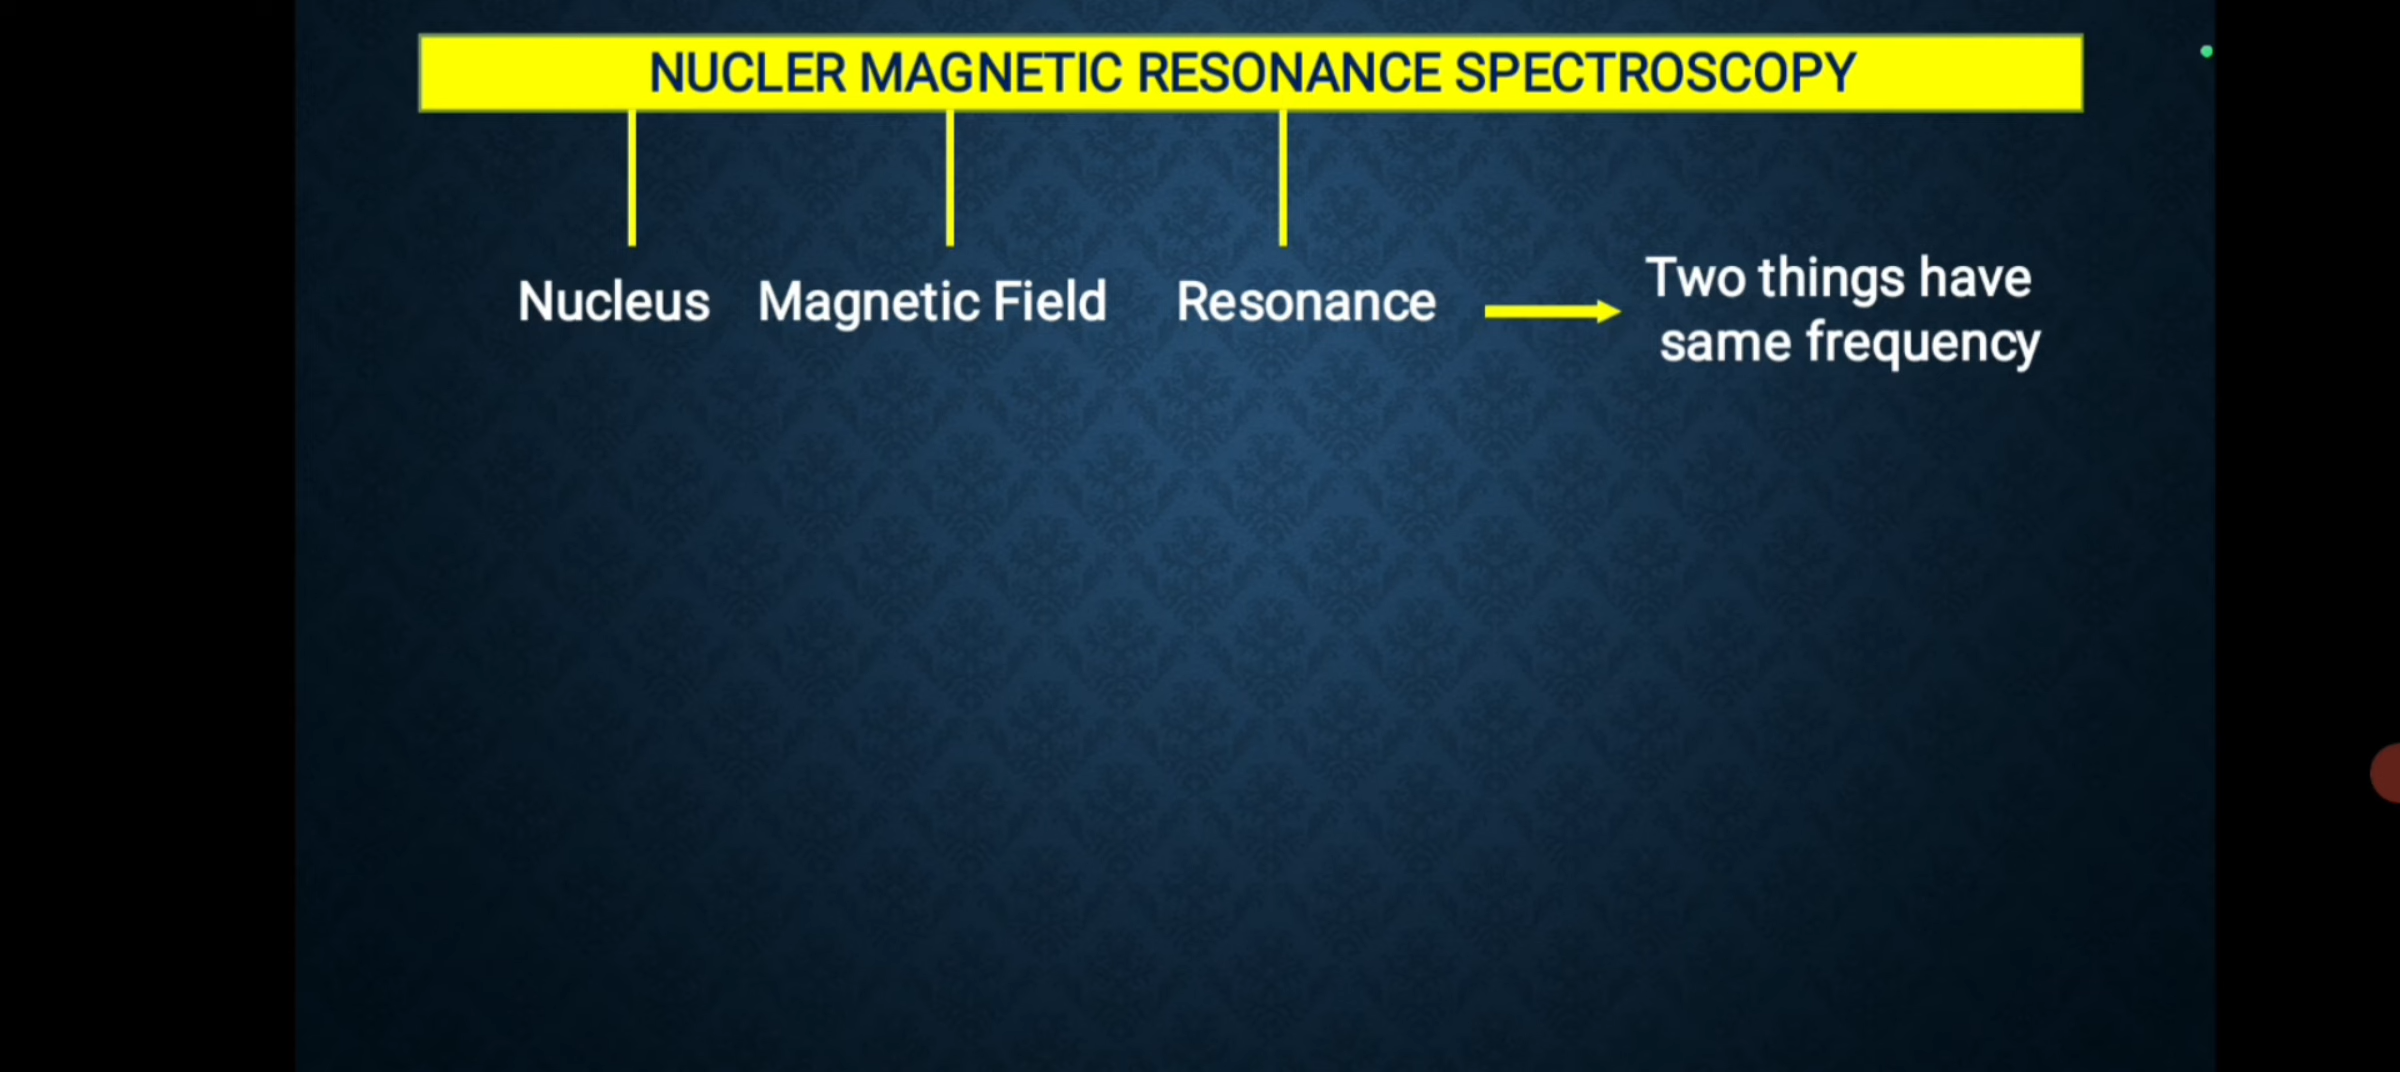 NUCLER MAGNETIC RESONANCE SPECTROSCOPY
Nucleus
Magnetic Field
Resonance
Two things have
same frequency